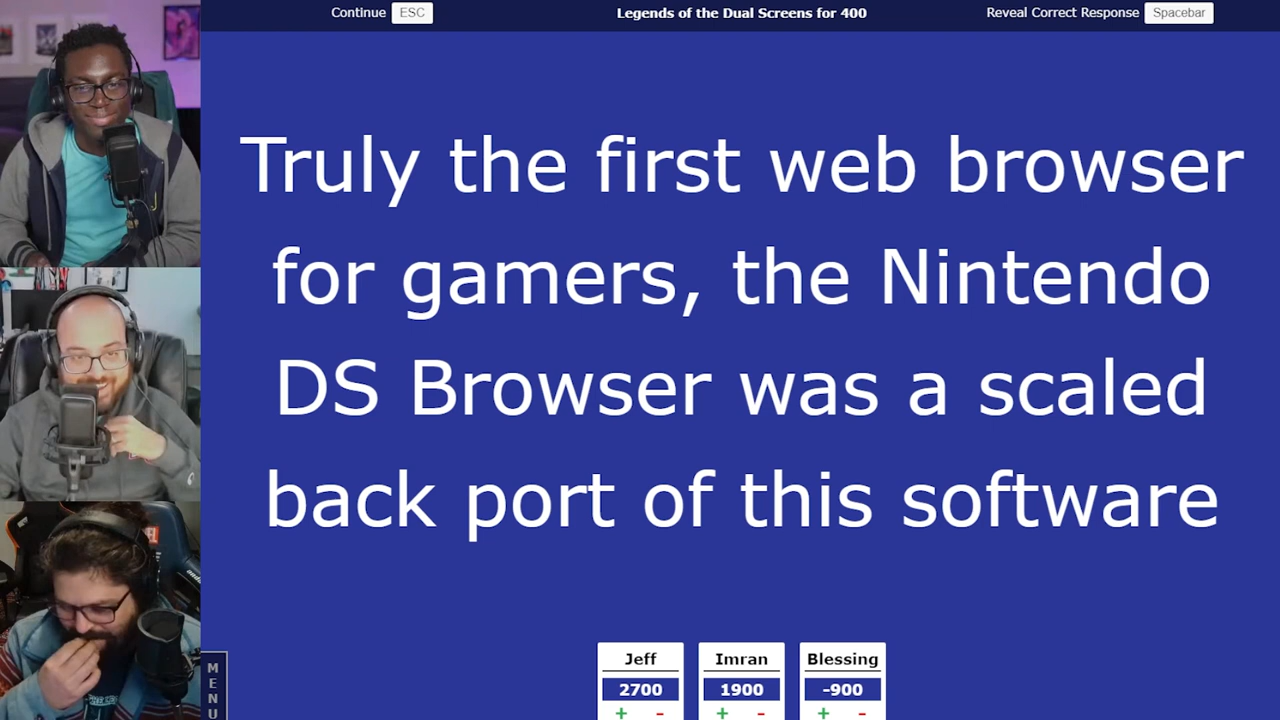 Continue ESC
Legends of the Dual Screens for 400
Reveal Correct Response Spacebar
Truly the first web browser
for gamers, the Nintendo
DS Browser was a scaled
back port of this software
MENU
Jeff Imran Blessing
2700 1900 -900
+ - + - + -